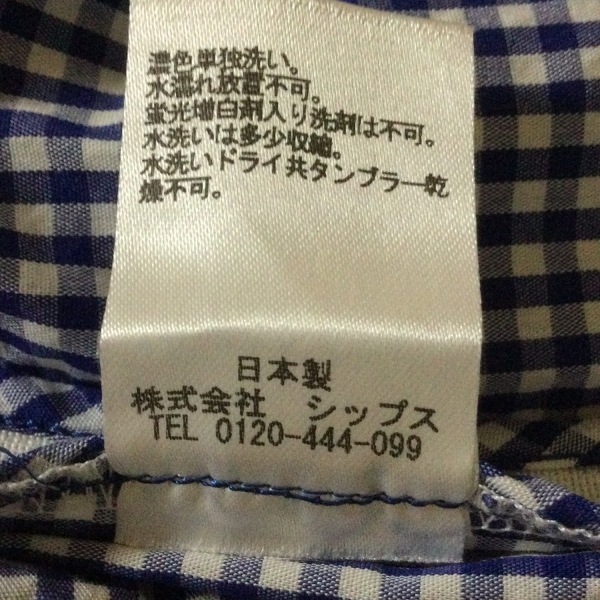 濃色単独洗い。
水濡れ放置不可。
蛍光増白剤入り洗剤は不可。
水洗いは多少収縮。
水洗いドライ共タンブラー乾
燥不可。
日本製
株式会社 シップス
TEL 0120-444-099